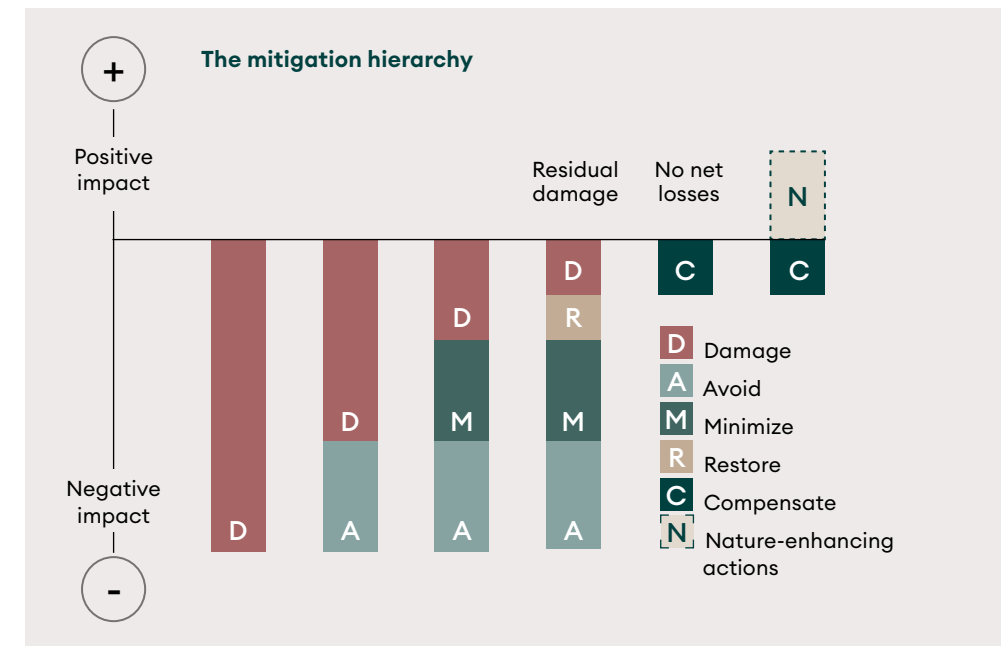 The mitigation hierarchy
+
Positive
impact
Residual
damage
No net
losses
N
D
C
C
D
R
D
M
M
D
A
A
A
D
Damage
A
Avoid
M
Minimize
R
Restore
C
Compensate
N
Nature-enhancing
actions
Negative
impact
-